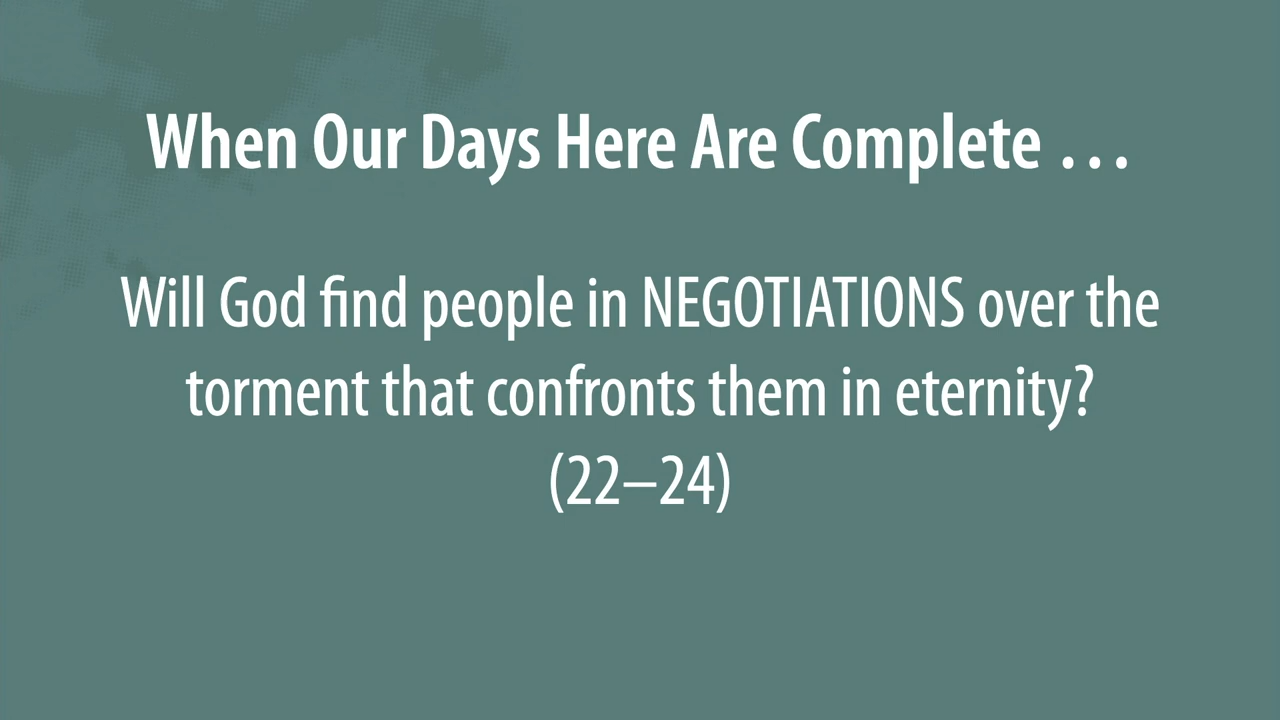 When Our Days Here Are Complete . . .
Will God find people in NEGOTIATIONS over the
torment that confronts them in eternity?
(22–24)